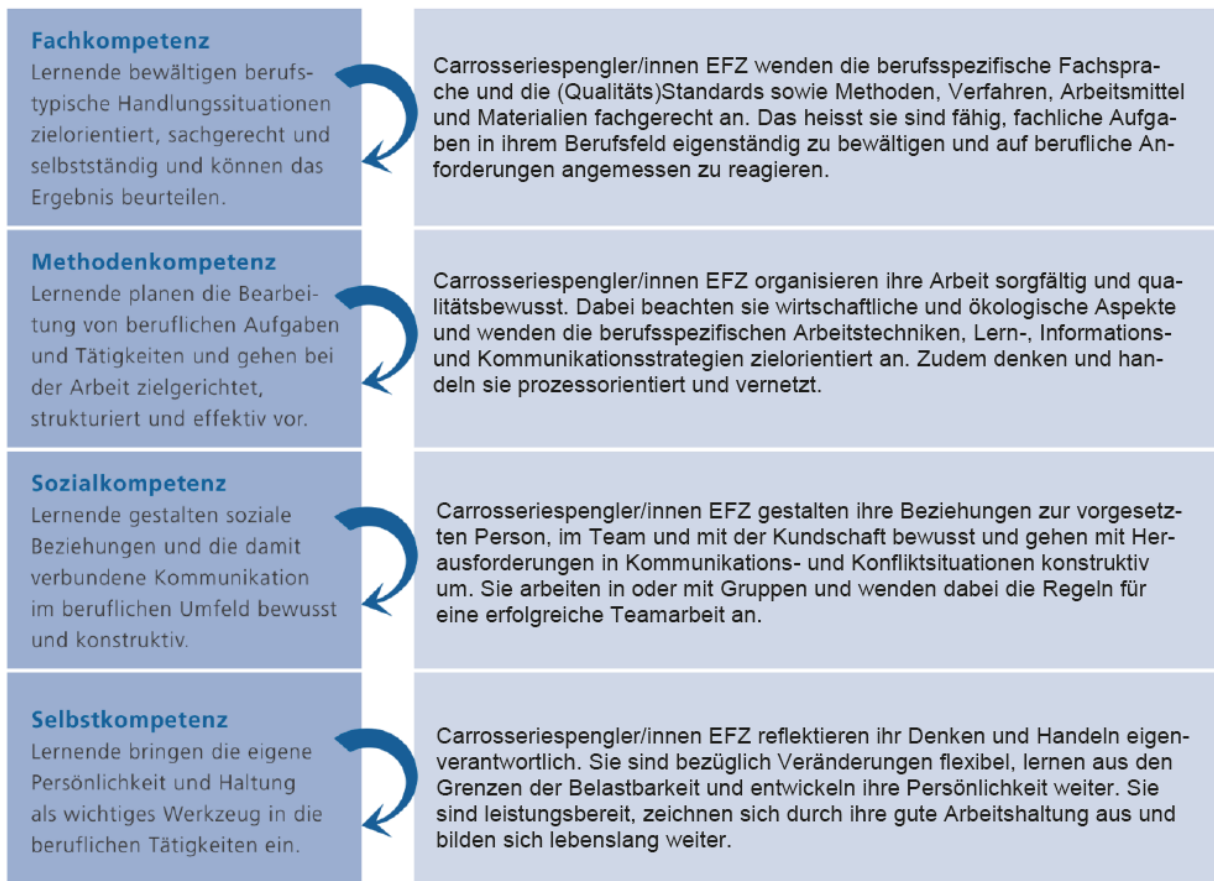 Fachkompetenz
Lernende bewältigen berufs-
typische Handlungssituationen
zielorientiert, sachgerecht und
selbstständig und können das
Ergebnis beurteilen.
Carrosseriespengler/innen EFZ wenden die berufsspezifische Fachspra-
che und die (Qualitäts)Standards sowie Methoden, Verfahren, Arbeitsmittel
und Materialien fachgerecht an. Das heisst sie sind fähig, fachliche Aufga-
ben in ihrem Berufsfeld eigenständig zu bewältigen und auf berufliche An-
forderungen angemessen zu reagieren.
Methodenkompetenz
Lernende planen die Bearbei-
tung von beruflichen Aufgaben
und Tätigkeiten und gehen bei
der Arbeit zielgerichtet,
strukturiert und effektiv vor.
Carrosseriespengler/innen EFZ organisieren ihre Arbeit sorgfältig und qua-
litätsbewusst. Dabei beachten sie wirtschaftliche und ökologische Aspekte
und wenden die berufsspezifischen Arbeitstechniken, Lern-, Informations-
und Kommunikationsstrategien zielorientiert an. Zudem denken und han-
deln sie prozessorientiert und vernetzt.
Sozialkompetenz
Lernende gestalten soziale
Beziehungen und die damit
verbundene Kommunikation
im beruflichen Umfeld bewusst
und konstruktiv.
Carrosseriespengler/innen EFZ gestalten ihre Beziehungen zur vorgesetz-
ten Person, im Team und mit der Kundschaft bewusst und gehen mit Her-
ausforderungen in Kommunikations- und Konfliktsituationen konstruktiv
um. Sie arbeiten in oder mit Gruppen und wenden dabei die Regeln für
eine erfolgreiche Teamarbeit an.
Selbstkompetenz
Lernende bringen die eigene
Persönlichkeit und Haltung
als wichtiges Werkzeug in die
beruflichen Tätigkeiten ein.
Carrosseriespengler/innen EFZ reflektieren ihr Denken und Handeln eigen-
verantwortlich. Sie sind bezüglich Veränderungen flexibel, lernen aus den
Grenzen der Belastbarkeit und entwickeln ihre Persönlichkeit weiter. Sie
sind leistungsbereit, zeichnen sich durch ihre gute Arbeitshaltung aus und
bilden sich lebenslang weiter.